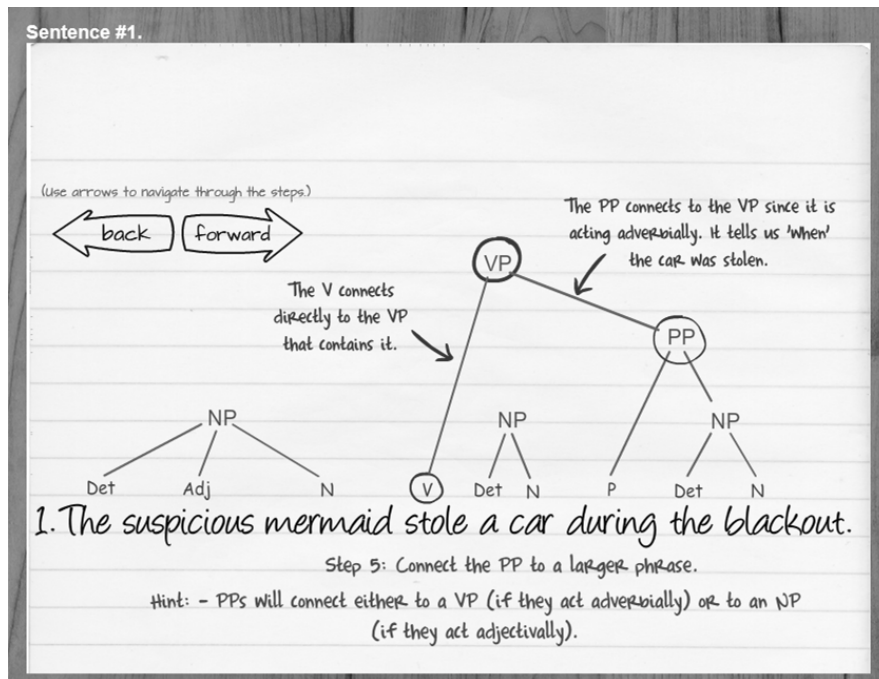 Sentence #1.
(Use arrows to navigate through the steps.)
back forward
The PP connects to the VP since it is
acting adverbially. It tells us 'when'
the car was stolen.
VP
The V connects
directly to the VP
that contains it.
PP
NP NP NP
Det Adj N V Det N P Det N
1. The suspicious mermaid stole a car during the blackout.
Step 5: Connect the PP to a larger phrase.
Hint: - PPs will connect either to a VP (if they act adverbially) or to an NP
(if they act adjectivally).